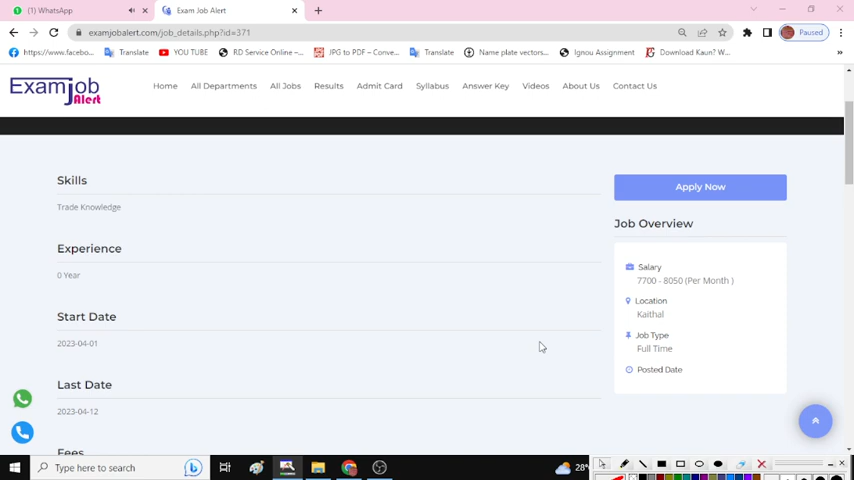 (1) WhatsApp
Exam Job Alert
examjobalert.com/job_details.php?id=371
Paused
https://www.facebo...
Translate
YOU TUBE
RD Service Online –...
JPG to PDF – Conve...
Translate
Name plate vectors...
Ignou Assignment
Download Kaun? W...
»
Examjob
Alert
Home
All Departments
All Jobs
Results
Admit Card
Syllabus
Answer Key
Videos
About Us
Contact Us
Skills
Trade Knowledge
Experience
0 Year
Start Date
2023-04-01
Last Date
2023-04-12
Fees
Apply Now
Job Overview
Salary
7700 - 8050 (Per Month )
Location
Kaithal
Job Type
Full Time
Posted Date
Type here to search
28°